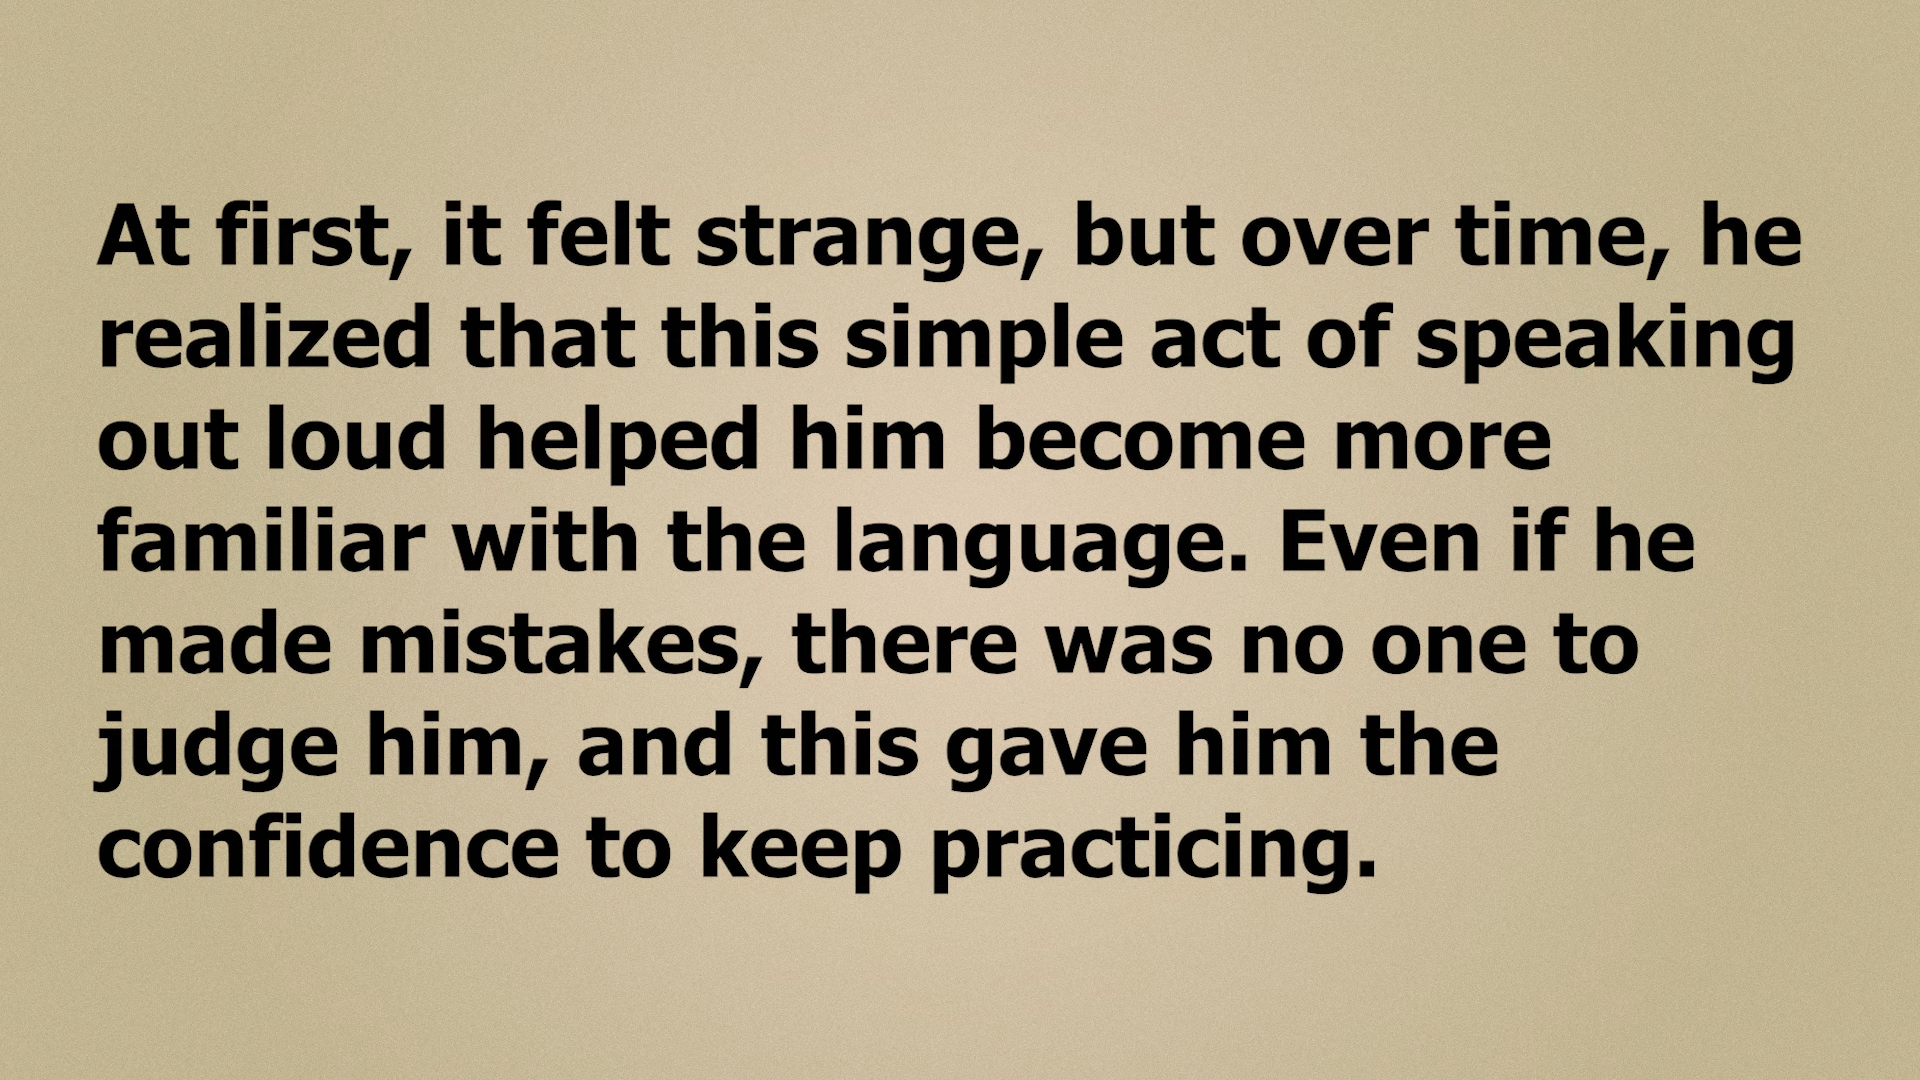 At first, it felt strange, but over time, he
realized that this simple act of speaking
out loud helped him become more
familiar with the language. Even if he
made mistakes, there was no one to
judge him, and this gave him the
confidence to keep practicing.